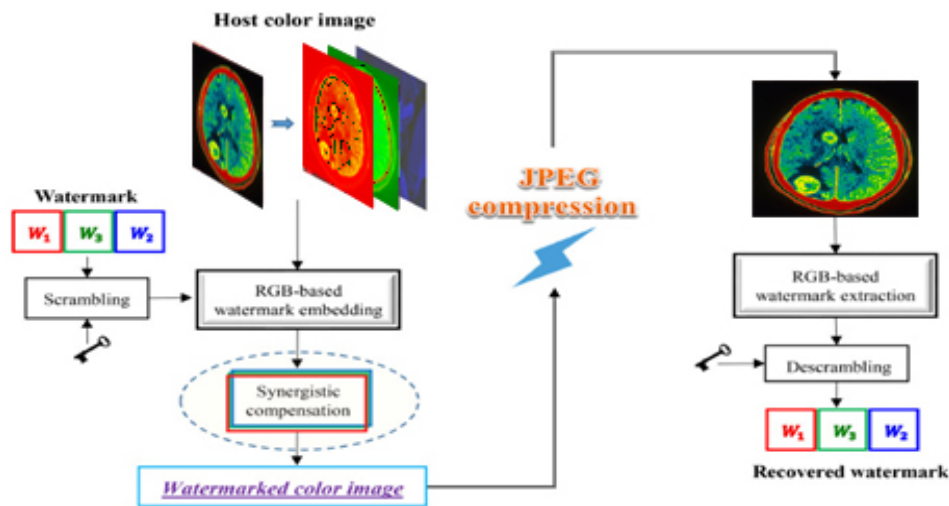 Host color image
Watermark
W1 W3 W2
Scrambling
RGB-based
watermark embedding
Synergistic
compensation
Watermarked color image
JPEG
compression
RGB-based
watermark extraction
Descrambling
W1 W3 W2
Recovered watermark